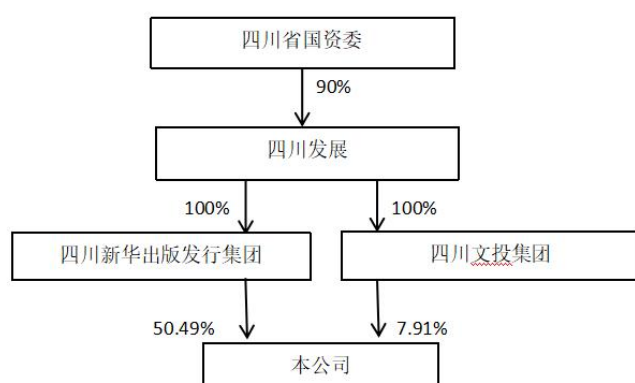 四川省国资委
90%
四川发展
100%
100%
四川新华出版发行集团
四川文投集团
50.49%
7.91%
本公司